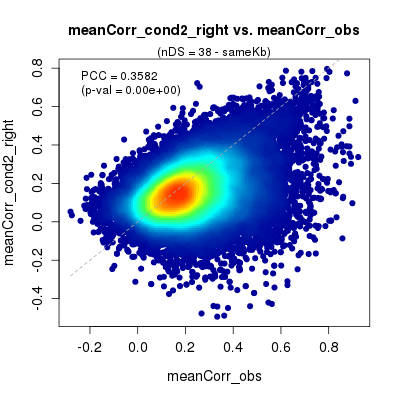 meanCorr_cond2_right vs. meanCorr_obs
(nDS = 38 - sameKb)
PCC = 0.3582
(p-val = 0.00e+00)
meanCorr_cond2_right
0.8
0.6
0.4
0.2
0.0
-0.2
-0.4
-0.2 0.0 0.2 0.4 0.6 0.8
meanCorr_obs